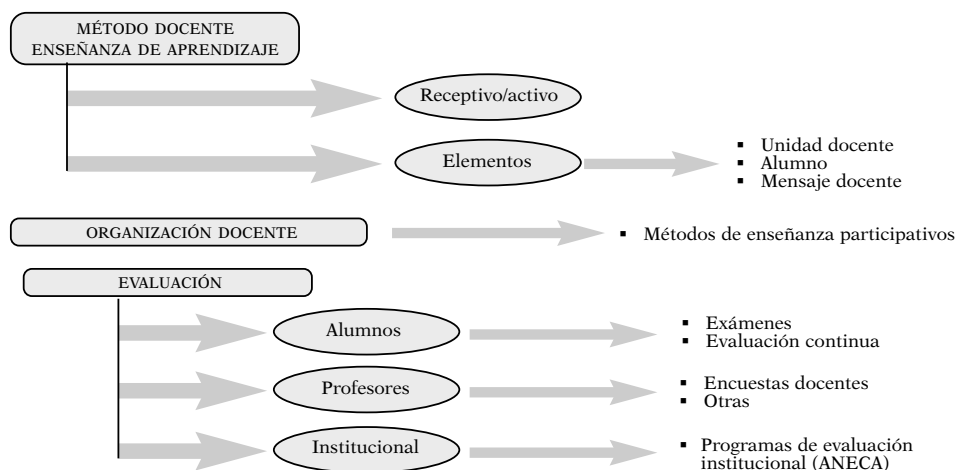 MÉTODO DOCENTE
ENSEÑANZA DE APRENDIZAJE
Receptivo/activo
Elementos
▪ Unidad docente
▪ Alumno
▪ Mensaje docente
ORGANIZACIÓN DOCENTE
▪ Métodos de enseñanza participativos
EVALUACIÓN
Alumnos
▪ Exámenes
▪ Evaluación continua
Profesores
▪ Encuestas docentes
▪ Otras
Institucional
▪ Programas de evaluación
institucional (ANECA)